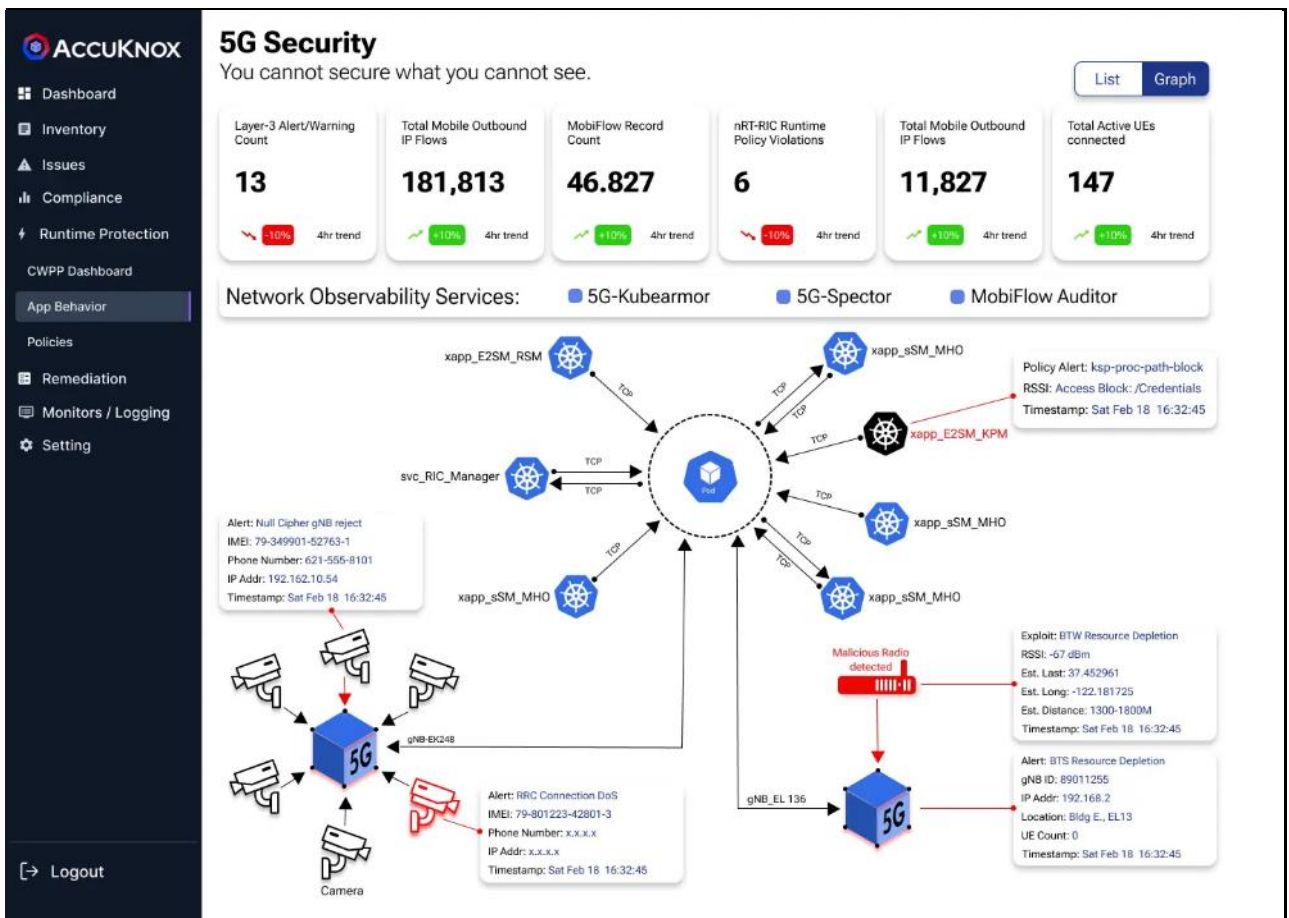 ACCUKNOX
Dashboard
Inventory
Issues
Compliance
Runtime Protection
CWPP Dashboard
App Behavior
Policies
Remediation
Monitors / Logging
Setting
Logout
5G Security
You cannot secure what you cannot see.
List
Graph
Layer-3 Alert/Warning
Count
13
-10%
4hr trend
Total Mobile Outbound
IP Flows
181,813
+10%
4hr trend
MobiFlow Record
Count
46.827
+10%
4hr trend
nRT-RIC Runtime
Policy Violations
6
-10%
4hr trend
Total Mobile Outbound
IP Flows
11,827
+10%
4hr trend
Total Active UEs
connected
147
+10%
4hr trend
Network Observability Services:
5G-Kubearmor
5G-Spector
MobiFlow Auditor
xapp_E2SM_RSM
TCP
xapp_sSM_MHO
TCP
TCP
Policy Alert: ksp-proc-path-block
RSSI: Access Block: /Credentials
Timestamp: Sat Feb 18 16:32:45
xapp_E2SM_KPM
TCP
svc_RIC_Manager
TCP
TCP
Pod
TCP
xapp_sSM_MHO
Alert: Null Cipher gNB reject
IMEI: 79-349901-52763-1
Phone Number: 621-555-8101
IP Addr: 192.162.10.54
Timestamp: Sat Feb 18 16:32:45
xapp_sSM_MHO
TCP
TCP
TCP
xapp_sSM_MHO
Malicious Radio
detected
Exploit: BTW Resource Depletion
RSSI: -67 dBm
Est. Last: 37.452961
Est. Long: -122.181725
Est. Distance: 1300-1800M
Timestamp: Sat Feb 18 16:32:45
gNB-EK248
5G
Alert: RRC Connection DoS
IMEI: 79-801223-42801-3
Phone Number: x.x.x.x
IP Addr: x.x.x.x
Timestamp: Sat Feb 18 16:32:45
Camera
gNB_EL 136
5G
Alert: BTS Resource Depletion
gNB ID: 89011255
IP Addr: 192.168.2
Location: Bldg E., EL13
UE Count: 0
Timestamp: Sat Feb 18 16:32:45